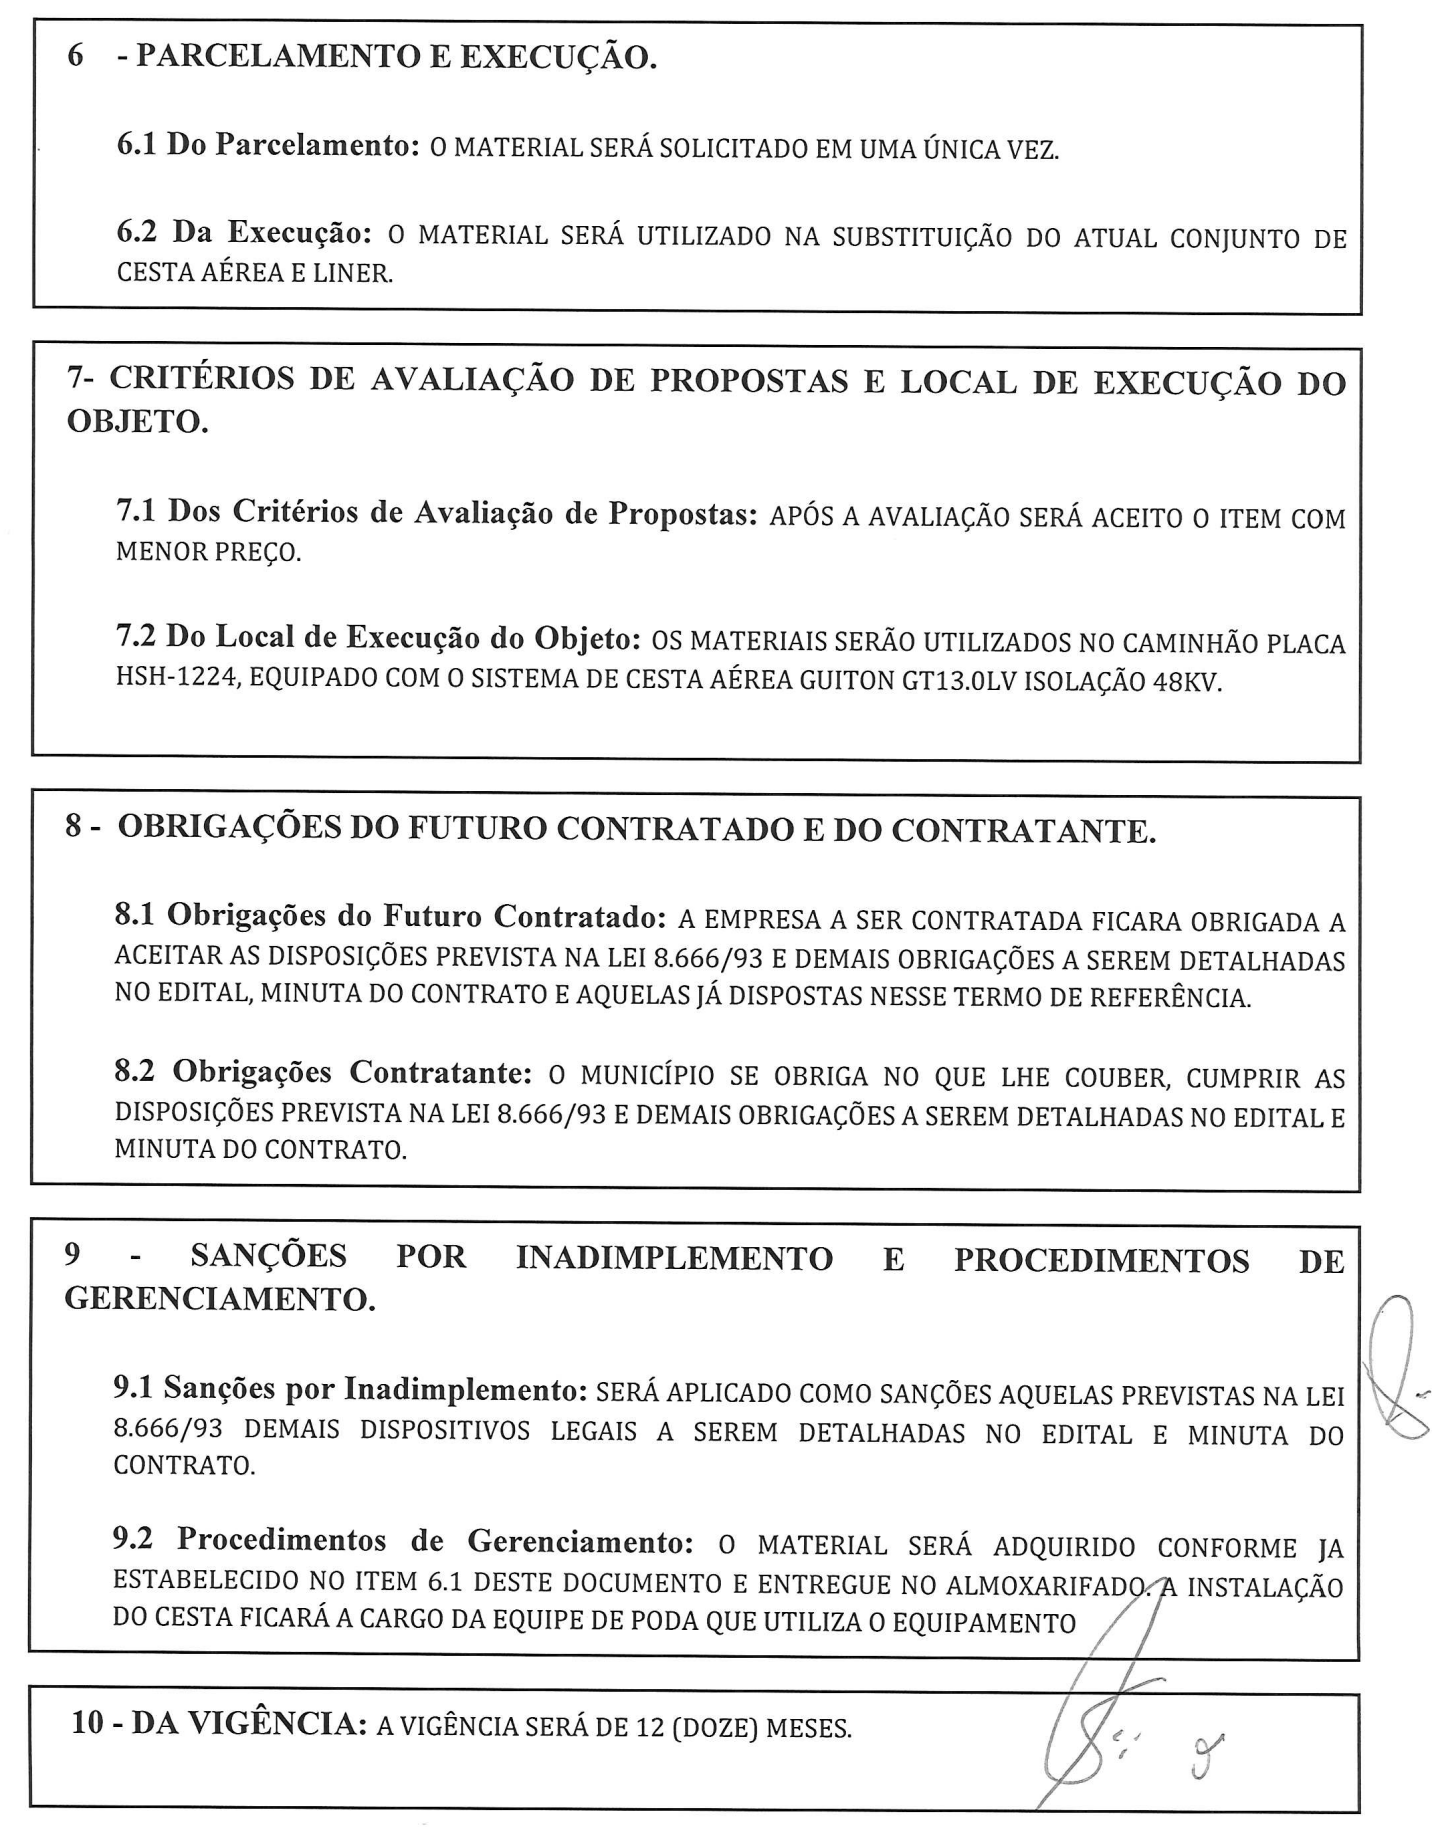 6 - PARCELAMENTO E EXECUÇÃO.
6.1 Do Parcelamento: O MATERIAL SERÁ SOLICITADO EM UMA ÚNICA VEZ.
6.2 Da Execução: O MATERIAL SERÁ UTILIZADO NA SUBSTITUIÇÃO DO ATUAL CONJUNTO DE
CESTA AÉREA E LINER.
7- CRITÉRIOS DE AVALIAÇÃO DE PROPOSTAS E LOCAL DE EXECUÇÃO DO
OBJETO.
7.1 Dos Critérios de Avaliação de Propostas: APÓS A AVALIAÇÃO SERÁ ACEITO O ITEM COM
MENOR PREÇO.
7.2 Do Local de Execução do Objeto: OS MATERIAIS SERÃO UTILIZADOS NO CAMINHÃO PLACA
HSH-1224, EQUIPADO COM O SISTEMA DE CESTA AÉREA GUITON GT13.0LV ISOLAÇÃO 48KV.
8 - OBRIGAÇÕES DO FUTURO CONTRATADO E DO CONTRATANTE.
8.1 Obrigações do Futuro Contratado: A EMPRESA A SER CONTRATADA FICARA OBRIGADA A
ACEITAR AS DISPOSIÇÕES PREVISTA NA LEI 8.666/93 E DEMAIS OBRIGAÇÕES A SEREM DETALHADAS
NO EDITAL, MINUTA DO CONTRATO E AQUELAS JÁ DISPOSTAS NESSE TERMO DE REFERÊNCIA.
8.2 Obrigações Contratante: O MUNICÍPIO SE OBRIGA NO QUE LHE COUBER, CUMPRIR AS
DISPOSIÇÕES PREVISTA NA LEI 8.666/93 E DEMAIS OBRIGAÇÕES A SEREM DETALHADAS NO EDITAL E
MINUTA DO CONTRATO.
9 - SANÇÕES POR INADIMPLEMENTO E PROCEDIMENTOS DE
GERENCIAMENTO.
9.1 Sanções por Inadimplemento: SERÁ APLICADO COMO SANÇÕES AQUELAS PREVISTAS NA LEI
8.666/93 DEMAIS DISPOSITIVOS LEGAIS A SEREM DETALHADAS NO EDITAL E MINUTA DO
CONTRATO.
9.2 Procedimentos de Gerenciamento: O MATERIAL SERÁ ADQUIRIDO CONFORME JA
ESTABELECIDO NO ITEM 6.1 DESTE DOCUMENTO E ENTREGUE NO ALMOXARIFADO. A INSTALAÇÃO
DO CESTA FICARÁ A CARGO DA EQUIPE DE PODA QUE UTILIZA O EQUIPAMENTO
10 - DA VIGÊNCIA: A VIGÊNCIA SERÁ DE 12 (DOZE) MESES.